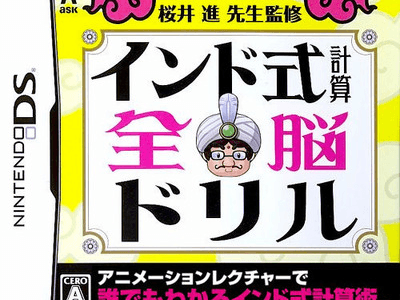 ask
桜井 進 先生監修
NINTENDO DS
インド式計算
全脳
ドリル
アニメーションレクチャーで
誰でもわかるインド式計算術
CERO
A